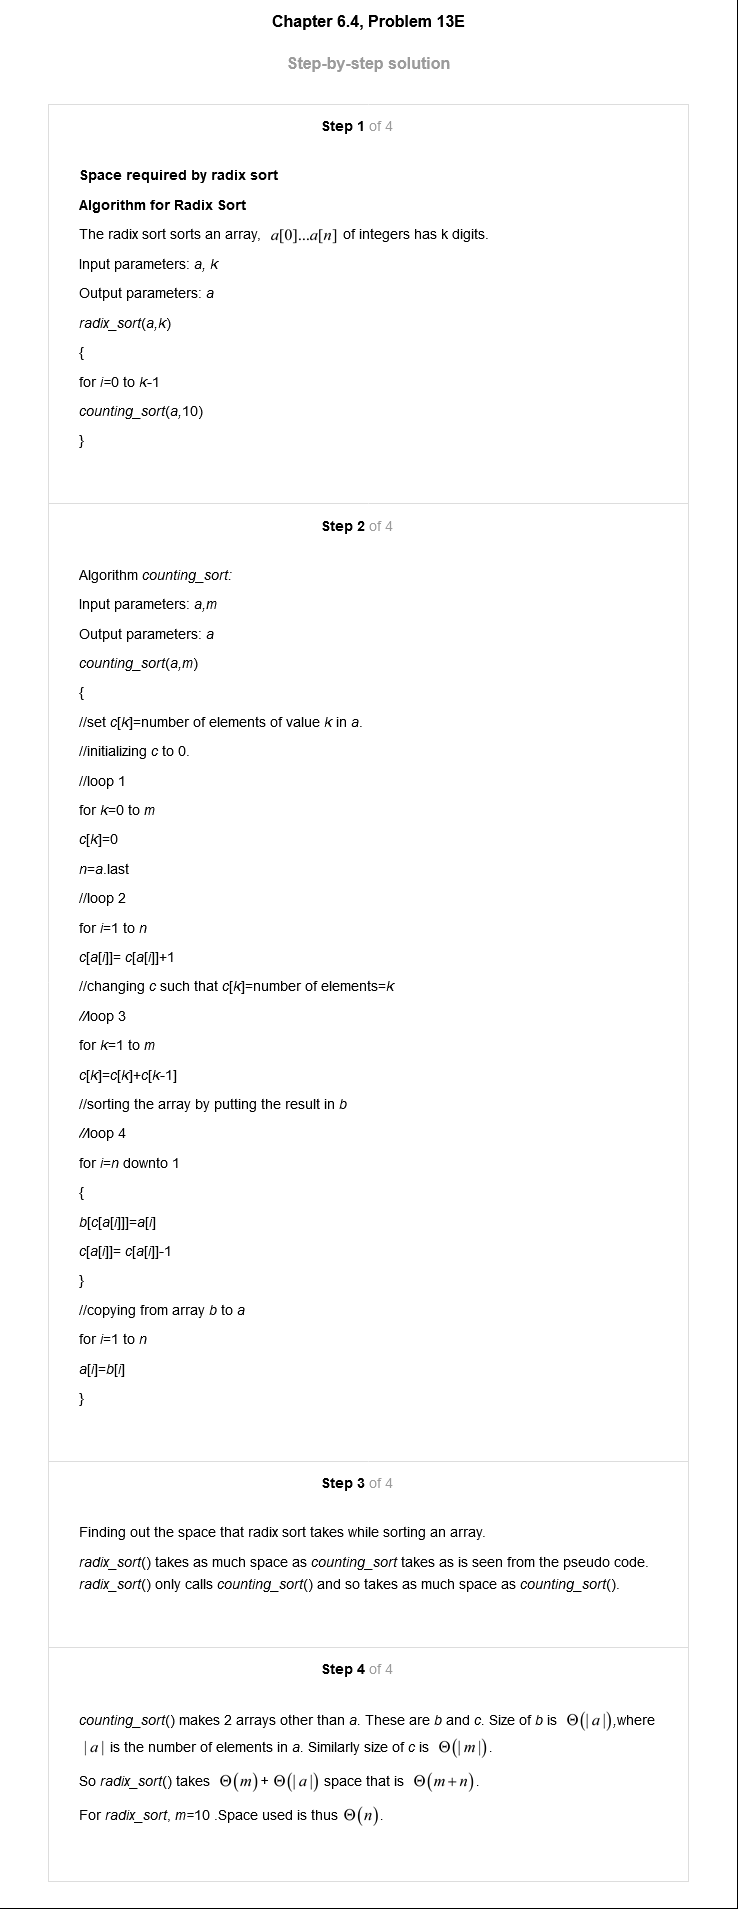 Chapter 6.4, Problem 13E
Step-by-step solution
Step 1 of 4
Space required by radix sort
Algorithm for Radix Sort
The radix sort sorts an array, a[0]...a[n] of integers has k digits.
Input parameters: a, k
Output parameters: a
radix_sort(a,k)
{
for i=0 to k-1
counting_sort(a,10)
}
Step 2 of 4
Algorithm counting_sort:
Input parameters: a,m
Output parameters: a
counting_sort(a,m)
{
//set c[k]=number of elements of value k in a.
//initializing c to 0.
//loop 1
for k=0 to m
c[k]=0
n=a.last
//loop 2
for i=1 to n
c[a[i]]= c[a[i]]+1
//changing c such that c[k]=number of elements=k
//loop 3
for k=1 to m
c[k]=c[k]+c[k-1]
//sorting the array by putting the result in b
//loop 4
for i=n downto 1
{
b[c[a[i]]]=a[i]
c[a[i]]= c[a[i]]-1
}
//copying from array b to a
for i=1 to n
a[i]=b[i]
}
Step 3 of 4
Finding out the space that radix sort takes while sorting an array.
radix_sort() takes as much space as counting_sort takes as is seen from the pseudo code.
radix_sort() only calls counting_sort() and so takes as much space as counting_sort().
Step 4 of 4
counting_sort() makes 2 arrays other than a. These are b and c. Size of b is Θ(|a|),where
|a| is the number of elements in a. Similarly size of c is Θ(|m|).
So radix_sort() takes Θ(m)+ Θ(|a|) space that is Θ(m+n).
For radix_sort, m=10 .Space used is thus Θ(n).